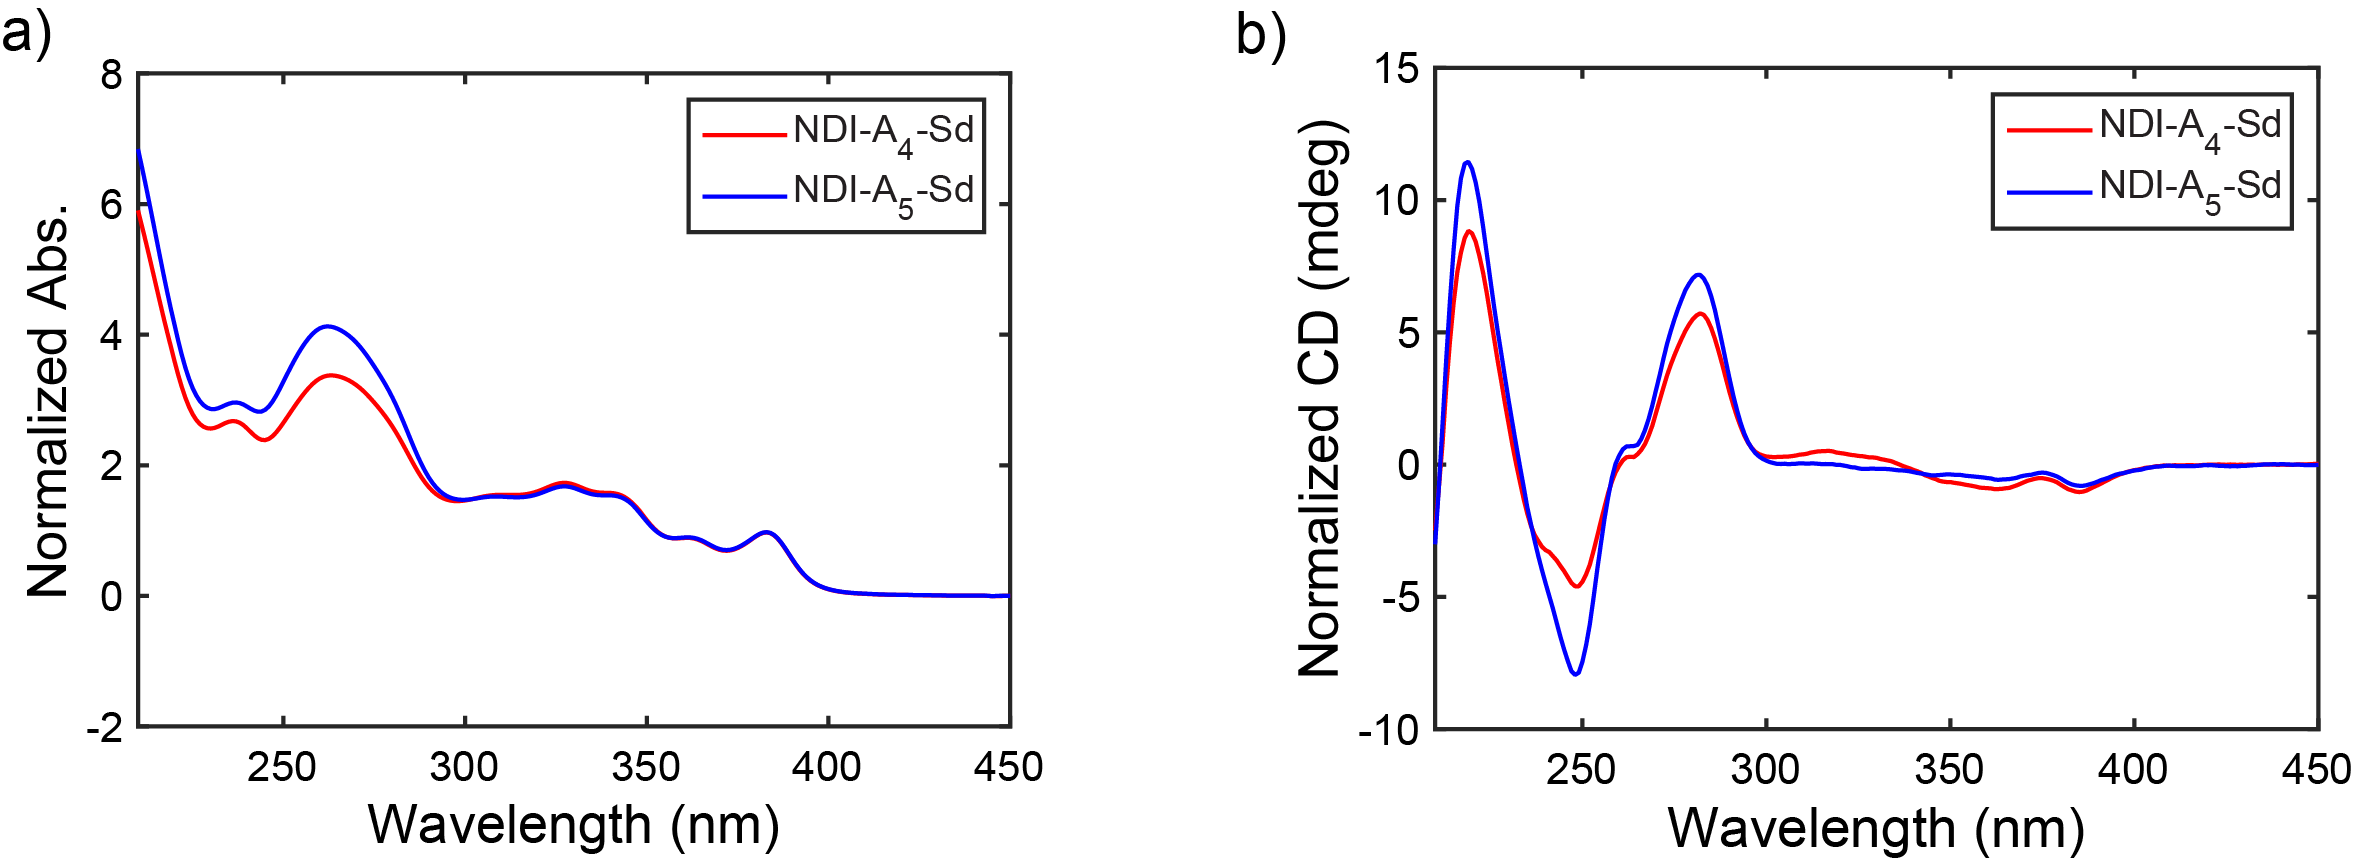 a)
8
6
4
2
0
-2
250 300 350 400 450
Normalized Abs.
Wavelength (nm)
NDI-A4-Sd
NDI-A5-Sd
b)
15
10
5
0
-5
-10
250 300 350 400 450
Normalized CD (mdeg)
Wavelength (nm)
NDI-A4-Sd
NDI-A5-Sd